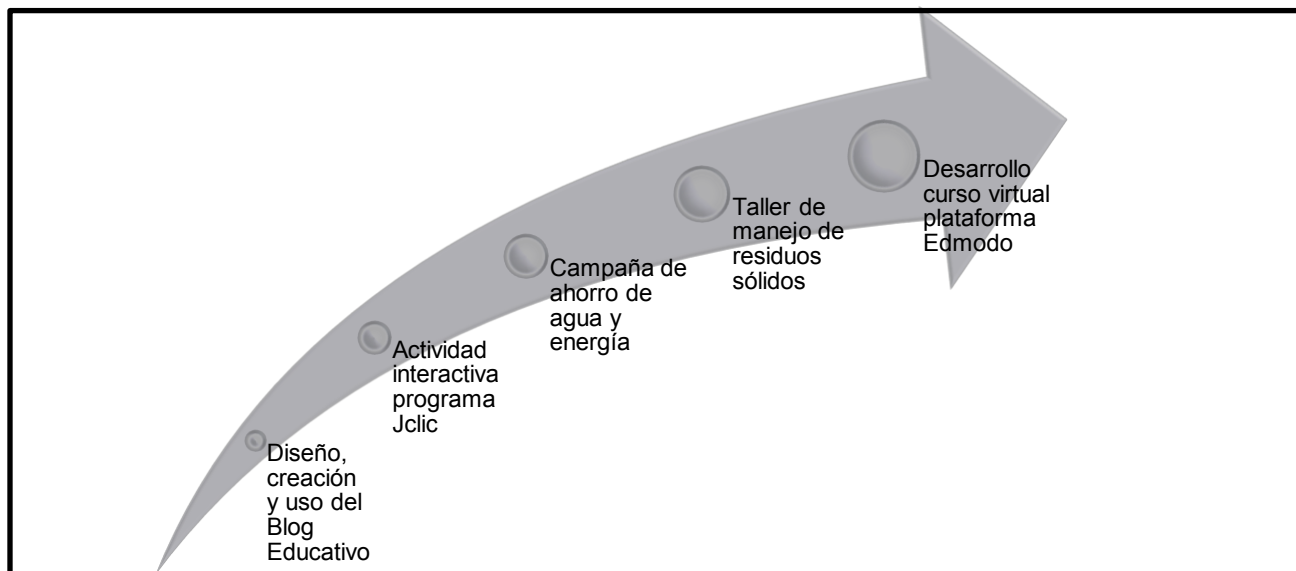 Desarrollo
curso virtual
plataforma
Edmodo
Taller de
manejo de
residuos
sólidos
Campaña de
ahorro de
agua y
energía
Actividad
interactiva
programa
Jclic
Diseño,
creación
y uso del
Blog
Educativo